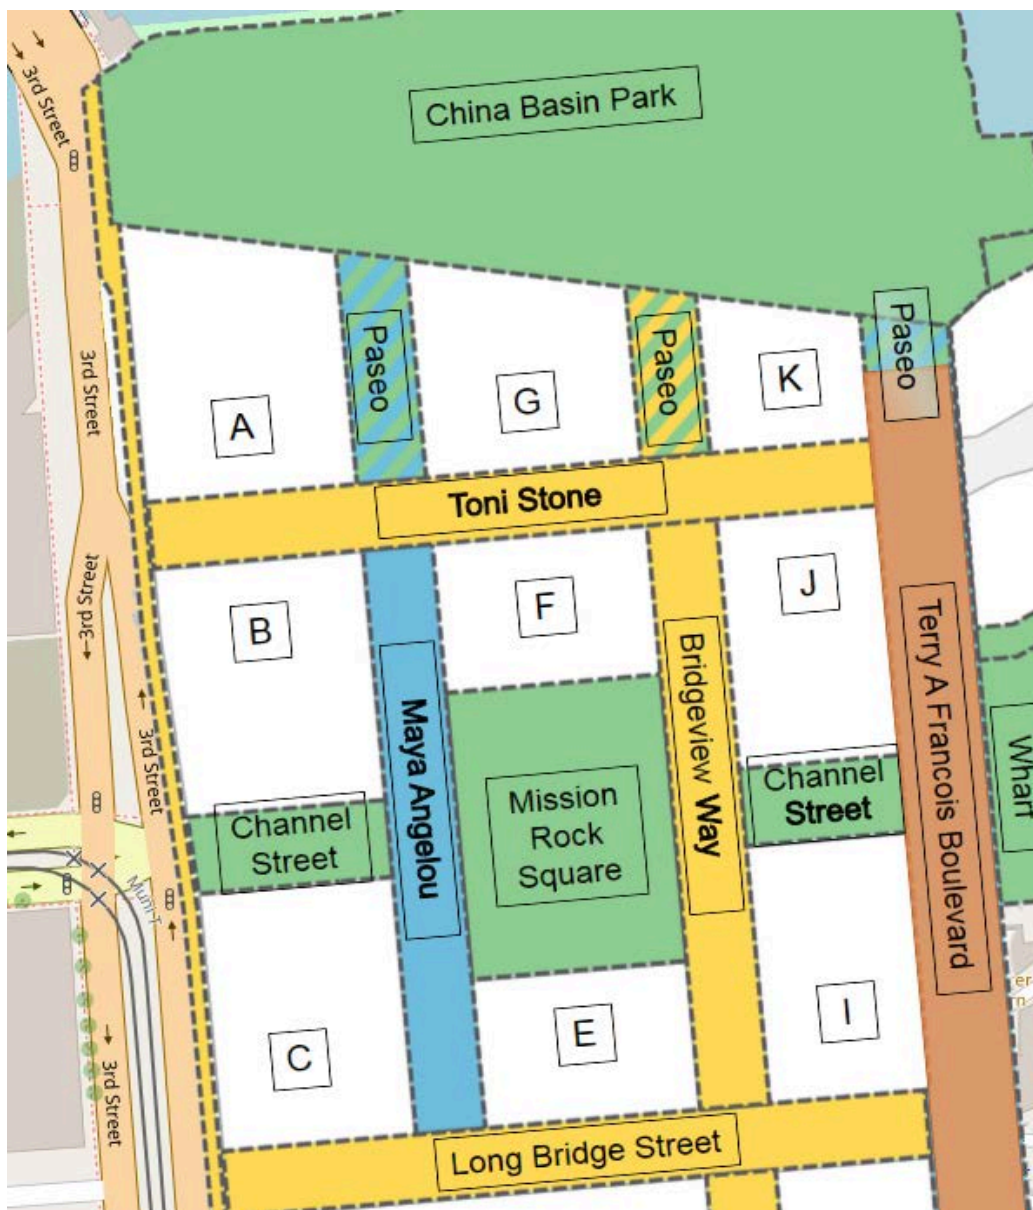 3rd Street
China Basin Park
3rd Street
Paseo
Paseo
Paseo
A
G
K
Toni Stone
3rd Street
B
F
J
Maya Angelou
Bridgeview Way
Terry A Francois Boulevard
3rd Street
Channel
Street
Mission
Rock
Square
Channel
Street
Wharf
Muni T
C
E
I
3rd Street
Long Bridge Street